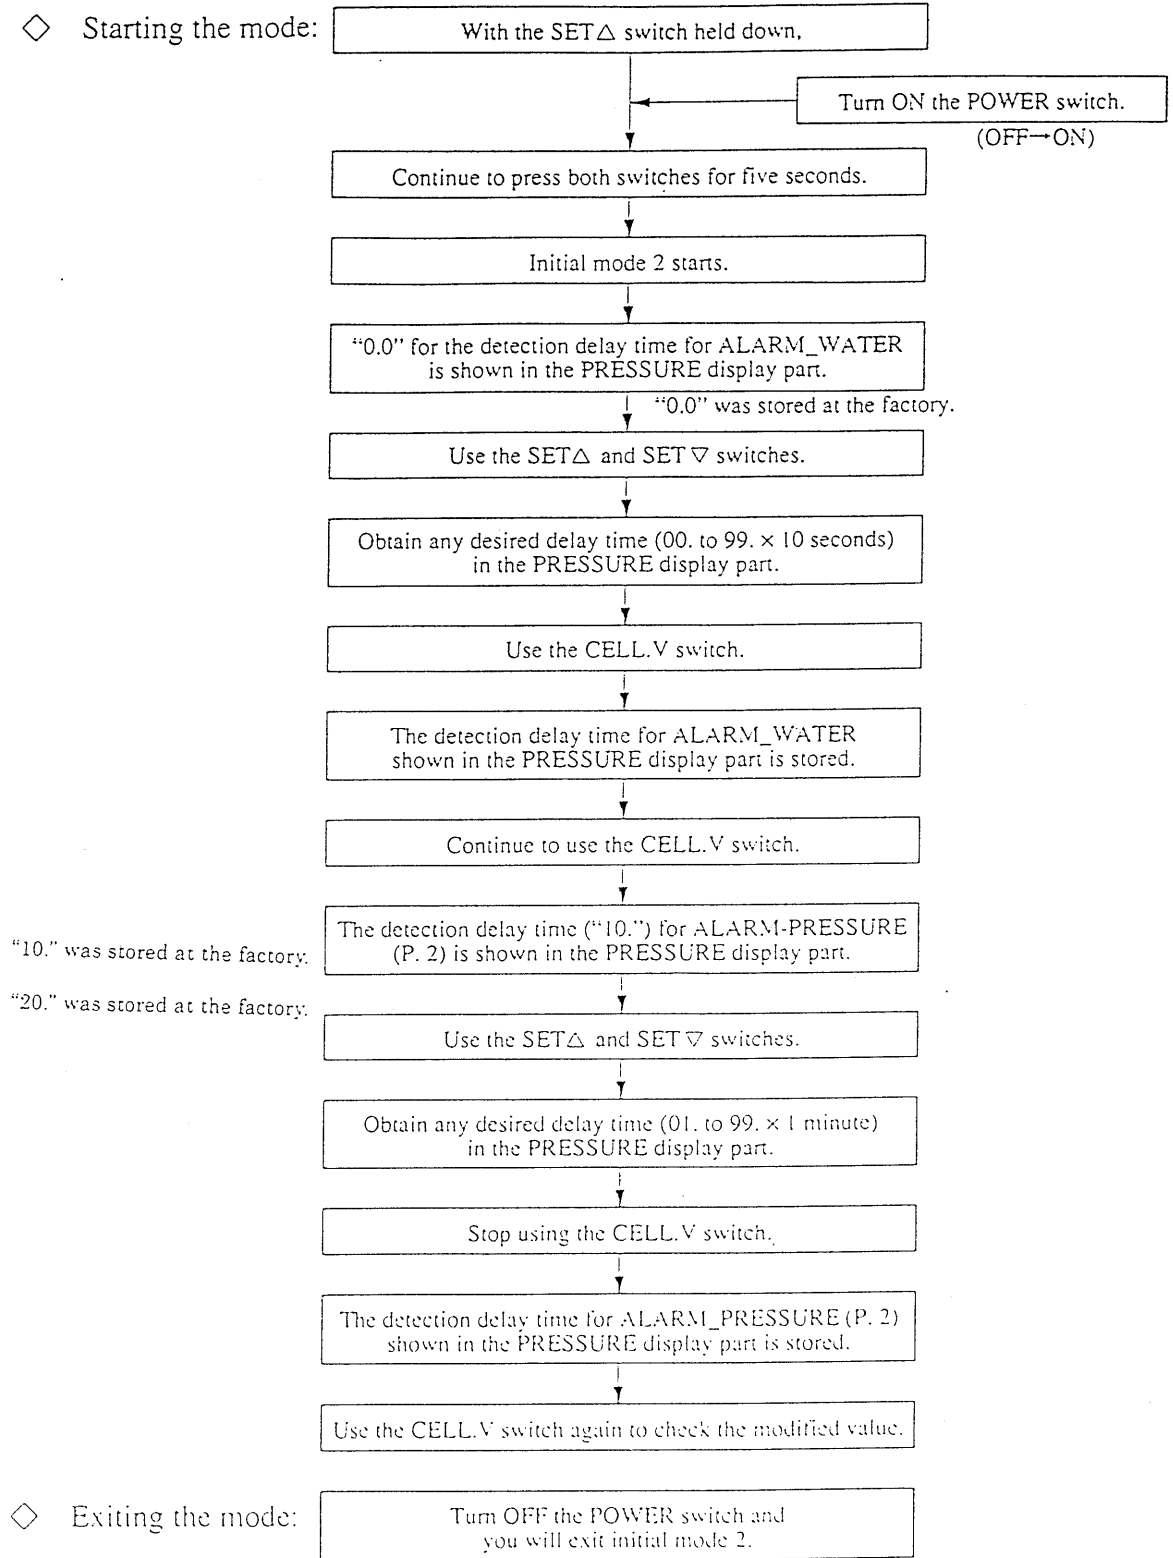 ◇ Starting the mode:
With the SET△ switch held down,
Turn ON the POWER switch.
(OFF→ON)
Continue to press both switches for five seconds.
Initial mode 2 starts.
“0.0” for the detection delay time for ALARM_WATER
is shown in the PRESSURE display part.
“0.0” was stored at the factory.
Use the SET△ and SET▽ switches.
Obtain any desired delay time (00. to 99. × 10 seconds)
in the PRESSURE display part.
Use the CELL.V switch.
The detection delay time for ALARM_WATER
shown in the PRESSURE display part is stored.
Continue to use the CELL.V switch.
The detection delay time (“10.”) for ALARM-PRESSURE
(P. 2) is shown in the PRESSURE display part.
“10.” was stored at the factory.
“20.” was stored at the factory.
Use the SET△ and SET▽ switches.
Obtain any desired delay time (01. to 99. × 1 minute)
in the PRESSURE display part.
Stop using the CELL.V switch.
The detection delay time for ALARM_PRESSURE (P. 2)
shown in the PRESSURE display part is stored.
Use the CELL.V switch again to check the modified value.
◇ Exiting the mode:
Turn OFF the POWER switch and
you will exit initial mode 2.